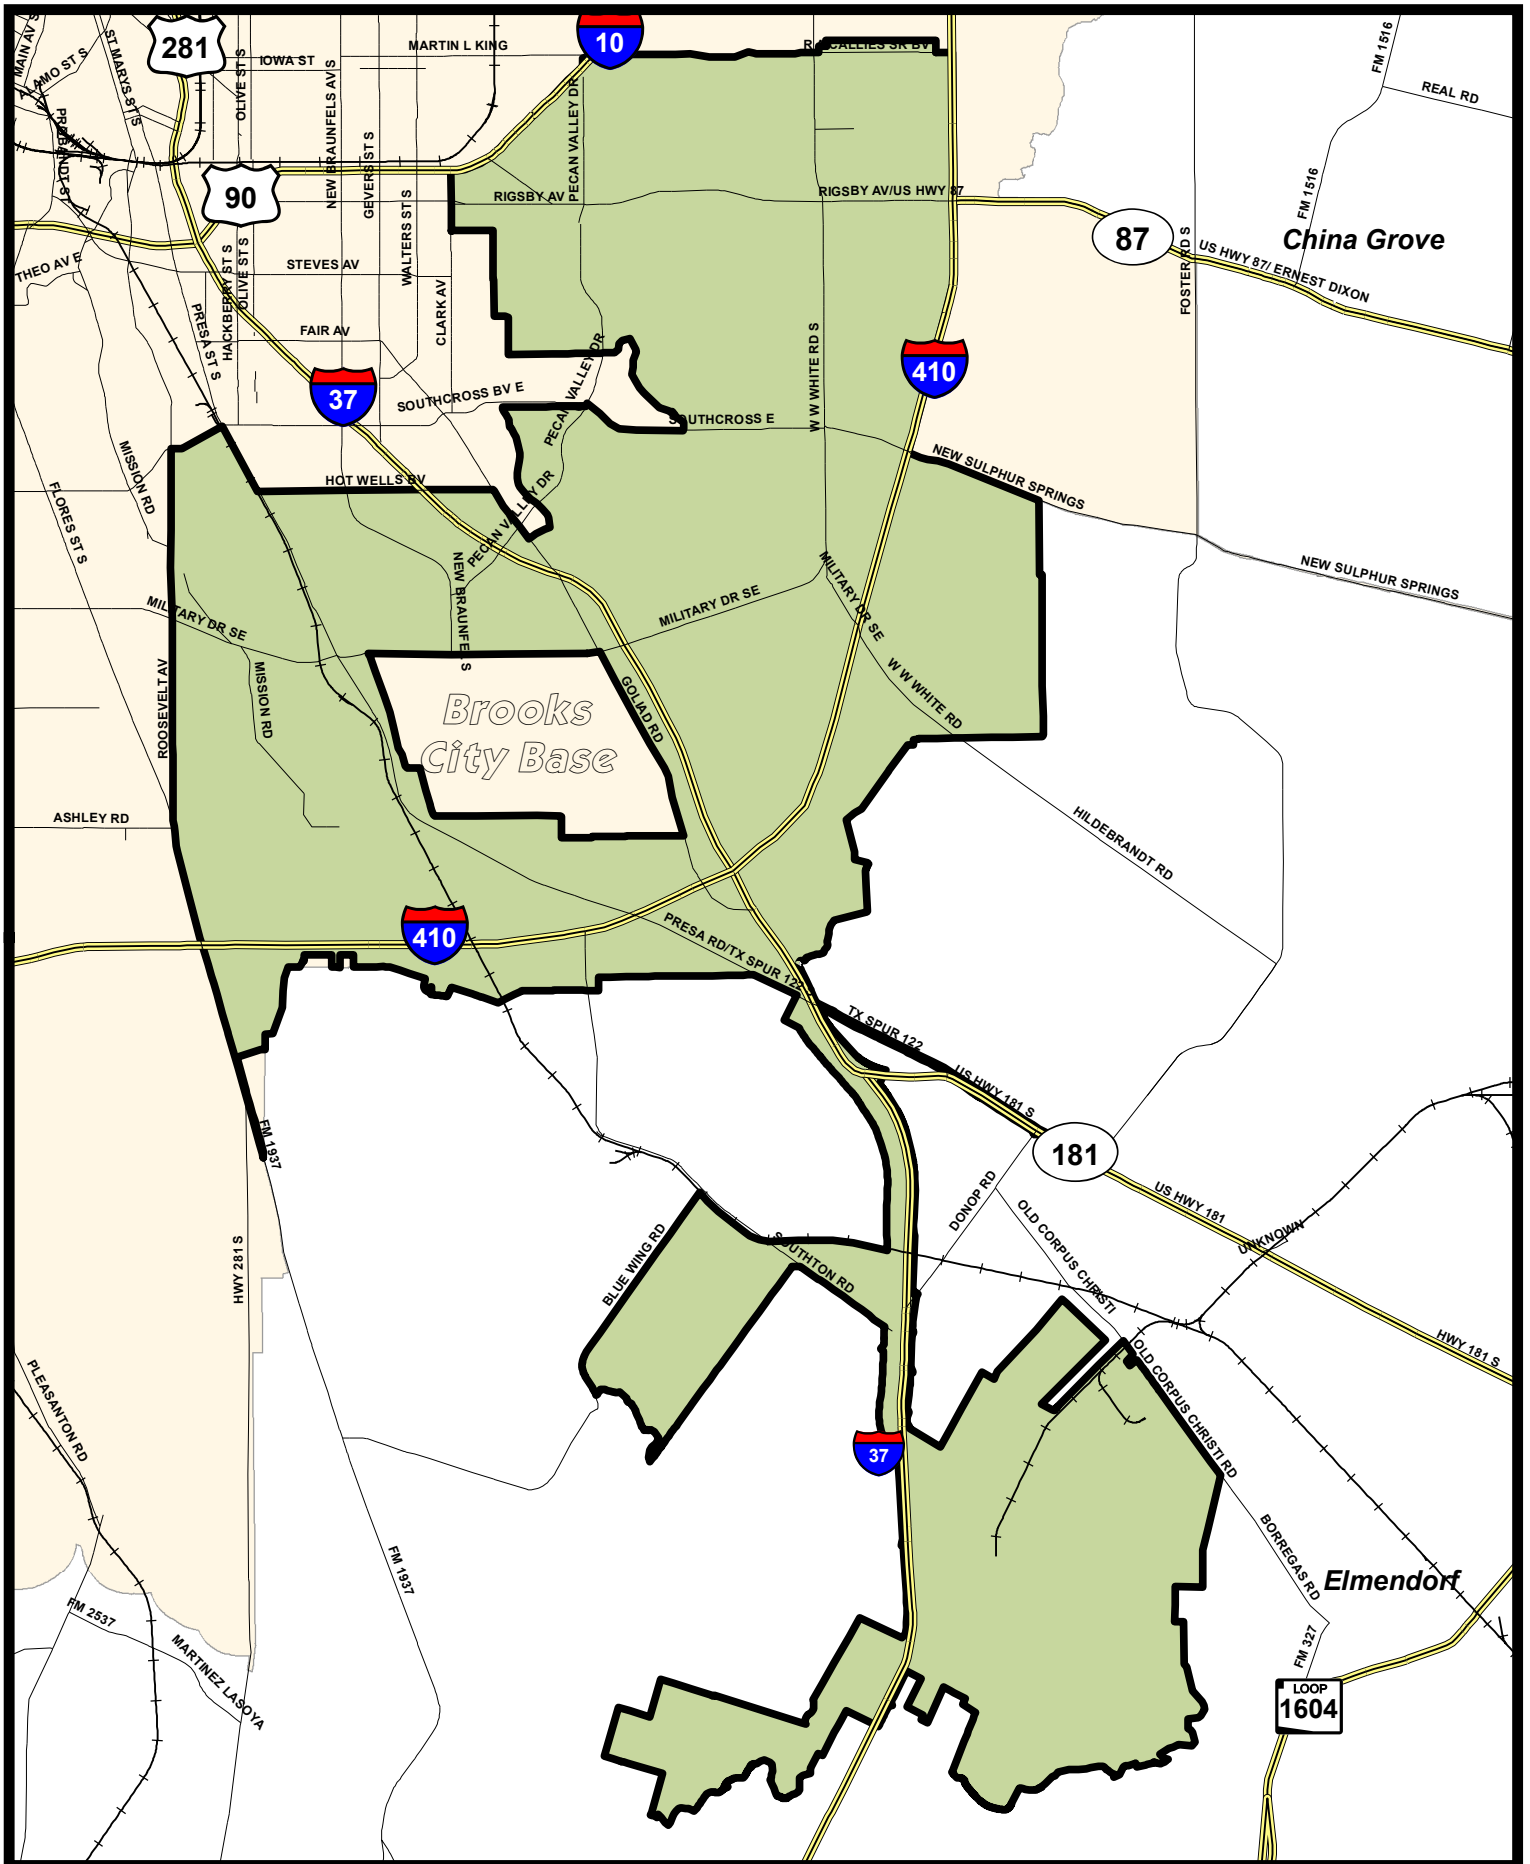 281
10
MARTIN L KING
IOWA ST
MAIN AV S
ALAMO ST S
ST MARYS ST S
PROBANDT ST
OLIVE ST S
NEW BRAUNFELS AV S
GEVERS ST S
WALTERS ST S
PECAN VALLEY DR
FM 1516
REAL RD
90
RIGSBY AV
RIGSBY AV/US HWY 87
87
FM 1516
China Grove
US HWY 87/ ERNEST DIXON
FOSTER RD S
THEO AV E
STEVES AV
HACKBERRY ST S
OLIVE ST S
CLARK AV
PRESA ST S
FAIR AV
37
SOUTHCROSS BV E
PECAN VALLEY DR
PECAN VALLEY DR
SOUTHCROSS E
W W WHITE RD S
410
NEW SULPHUR SPRINGS
NEW SULPHUR SPRINGS
MISSION RD
FLORES ST S
HOT WELLS BV
PECAN VALLEY DR
NEW BRAUNFELS S
MILITARY DR SE
MILITARY DR SE
MILITARY DR SE
MISSION RD
ROOSEVELT AV
Brooks
City Base
GOLIAD RD
W W WHITE RD
HILDEBRANDT RD
ASHLEY RD
410
PRESA RD/TX SPUR 122
TX SPUR 122
US HWY 181 S
181
FM 1937
HWY 281 S
DONOP RD
OLD CORPUS CHRISTI
US HWY 181
UNKNOWN
HWY 181 S
BLUE WING RD
SOUTHTON RD
OLD CORPUS CHRISTI RD
37
PLEASANTON RD
FM 1937
BORREGAS RD
Elmendorf
FM 2537
MARTINEZ LASOYA
FM 327
LOOP
1604